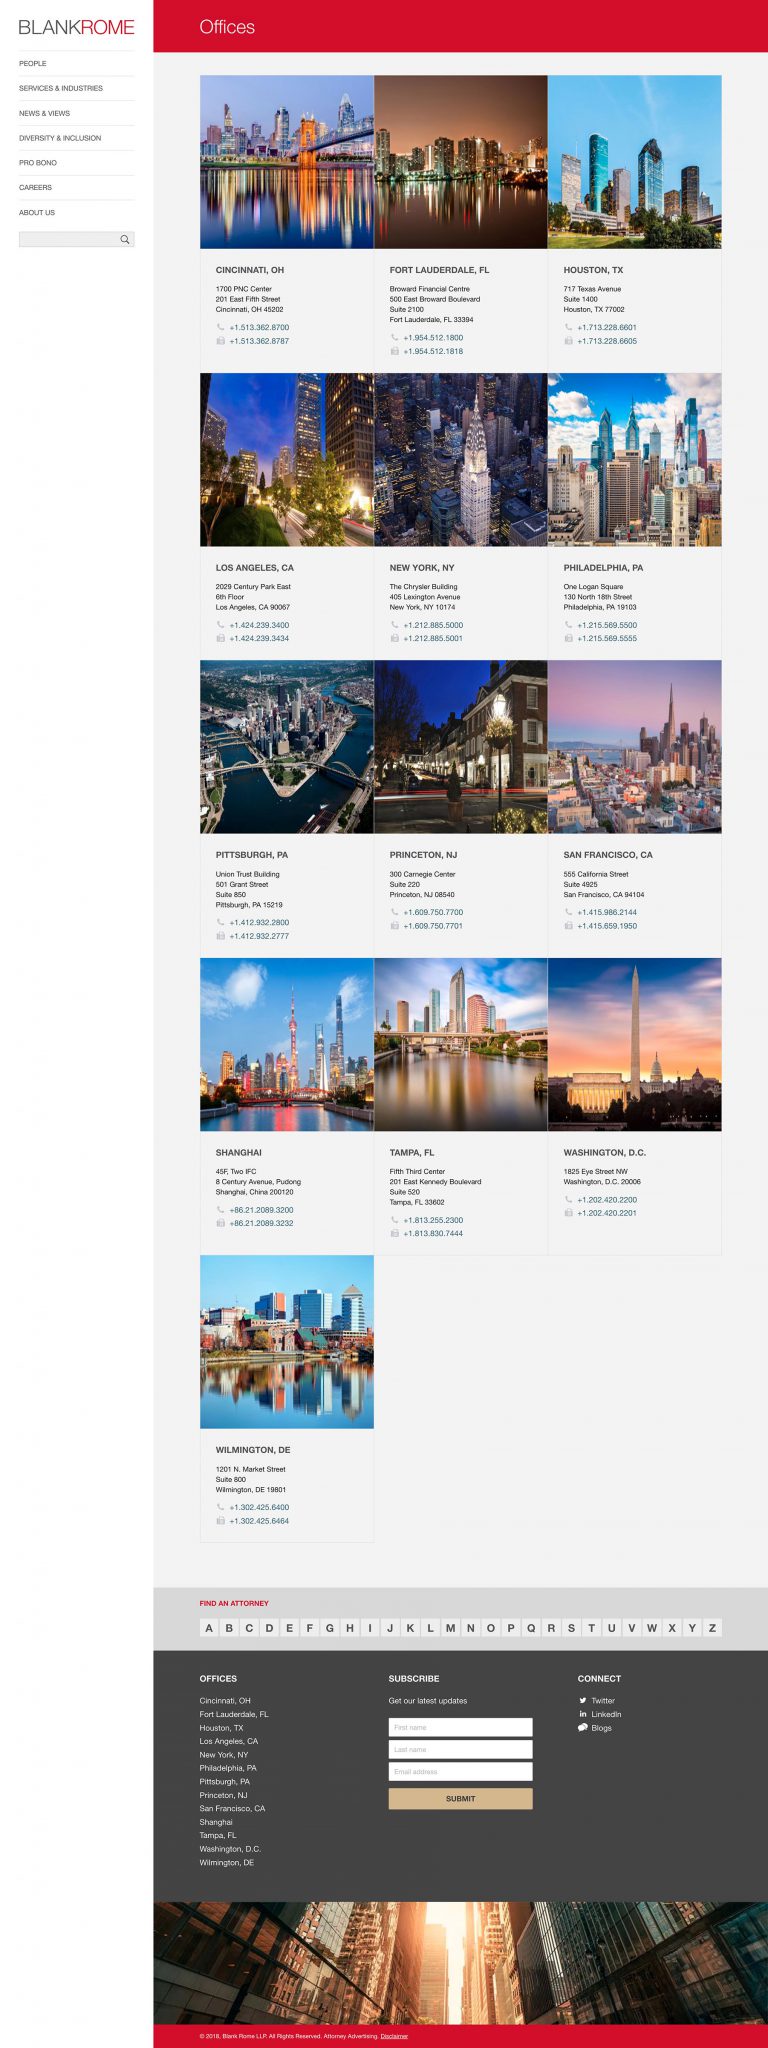 BLANKROME
PEOPLE
SERVICES & INDUSTRIES
NEWS & VIEWS
DIVERSITY & INCLUSION
PRO BONO
CAREERS
ABOUT US
Offices
CINCINNATI, OH
1700 PNC Center
201 East Fifth Street
Cincinnati, OH 45202
+1.513.362.8700
+1.513.362.8787
FORT LAUDERDALE, FL
Broward Financial Centre
500 East Broward Boulevard
Suite 2100
Fort Lauderdale, FL 33394
+1.954.512.1800
+1.954.512.1818
HOUSTON, TX
717 Texas Avenue
Suite 1400
Houston, TX 77002
+1.713.228.6601
+1.713.228.6605
LOS ANGELES, CA
2029 Century Park East
6th Floor
Los Angeles, CA 90067
+1.424.239.3400
+1.424.239.3434
NEW YORK, NY
The Chrysler Building
405 Lexington Avenue
New York, NY 10174
+1.212.885.5000
+1.212.885.5001
PHILADELPHIA, PA
One Logan Square
130 North 18th Street
Philadelphia, PA 19103
+1.215.569.5500
+1.215.569.5555
PITTSBURGH, PA
Union Trust Building
501 Grant Street
Suite 850
Pittsburgh, PA 15219
+1.412.932.2800
+1.412.932.2777
PRINCETON, NJ
300 Carnegie Center
Suite 220
Princeton, NJ 08540
+1.609.750.7700
+1.609.750.7701
SAN FRANCISCO, CA
555 California Street
Suite 4925
San Francisco, CA 94104
+1.415.986.2144
+1.415.659.1950
SHANGHAI
45F, Two IFC
8 Century Avenue, Pudong
Shanghai, China 200120
+86.21.2089.3200
+86.21.2089.3232
TAMPA, FL
Fifth Third Center
201 East Kennedy Boulevard
Suite 520
Tampa, FL 33602
+1.813.255.2300
+1.813.830.7444
WASHINGTON, D.C.
1825 Eye Street NW
Washington, D.C. 20006
+1.202.420.2200
+1.202.420.2201
WILMINGTON, DE
1201 N. Market Street
Suite 800
Wilmington, DE 19801
+1.302.425.6400
+1.302.425.6464
FIND AN ATTORNEY
A B C D E F G H I J K L M N O P Q R S T U V W X Y Z
OFFICES
Cincinnati, OH
Fort Lauderdale, FL
Houston, TX
Los Angeles, CA
New York, NY
Philadelphia, PA
Pittsburgh, PA
Princeton, NJ
San Francisco, CA
Shanghai
Tampa, FL
Washington, D.C.
Wilmington, DE
SUBSCRIBE
Get our latest updates
First name
Last name
Email address
SUBMIT
CONNECT
Twitter
LinkedIn
Blogs
© 2018, Blank Rome LLP. All Rights Reserved. Attorney Advertising. Disclaimer